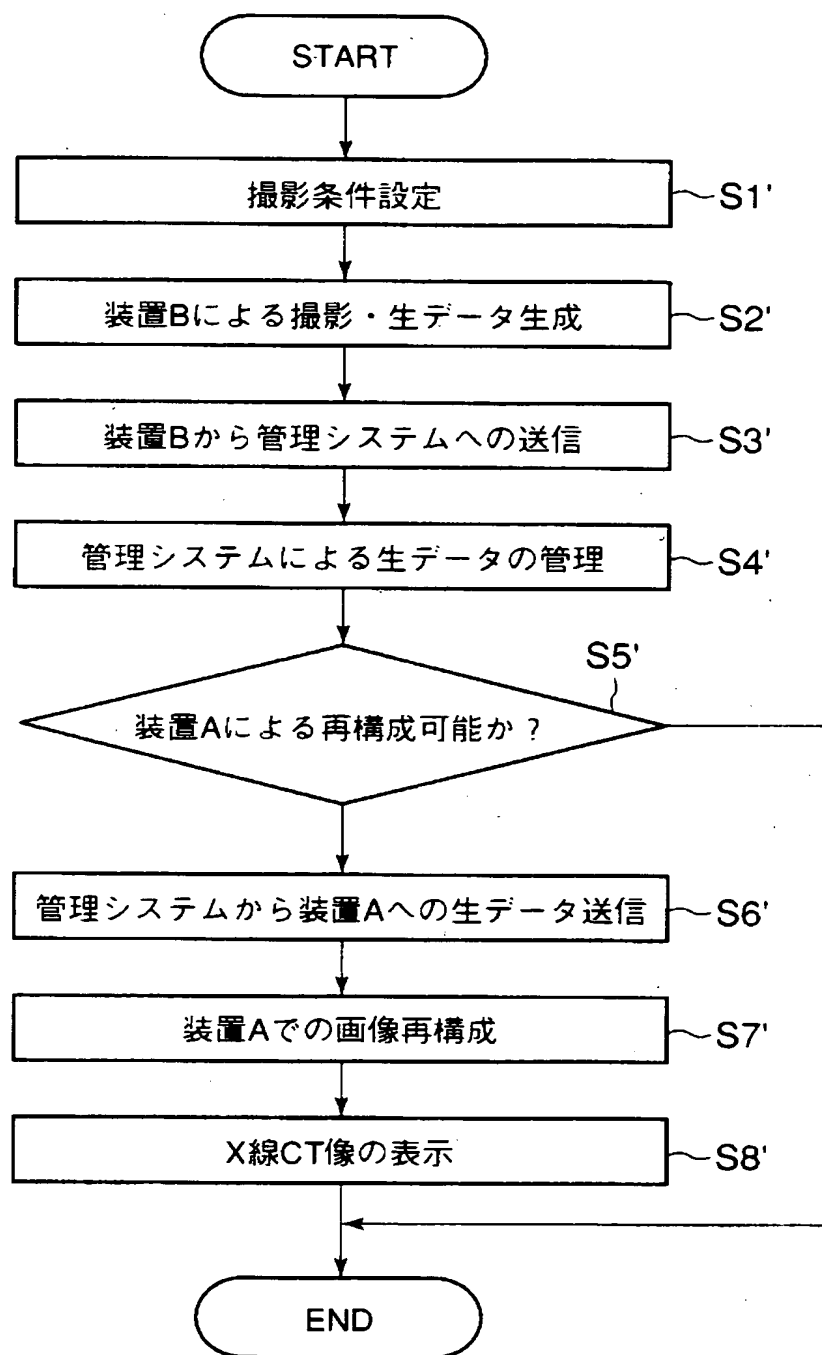 START
撮影条件設定 S1'
装置Bによる撮影・生データ生成 S2'
装置Bから管理システムへの送信 S3'
管理システムによる生データの管理 S4'
S5'
装置Aによる再構成可能か?
管理システムから装置Aへの生データ送信 S6'
装置Aでの画像再構成 S7'
X線CT像の表示 S8'
END